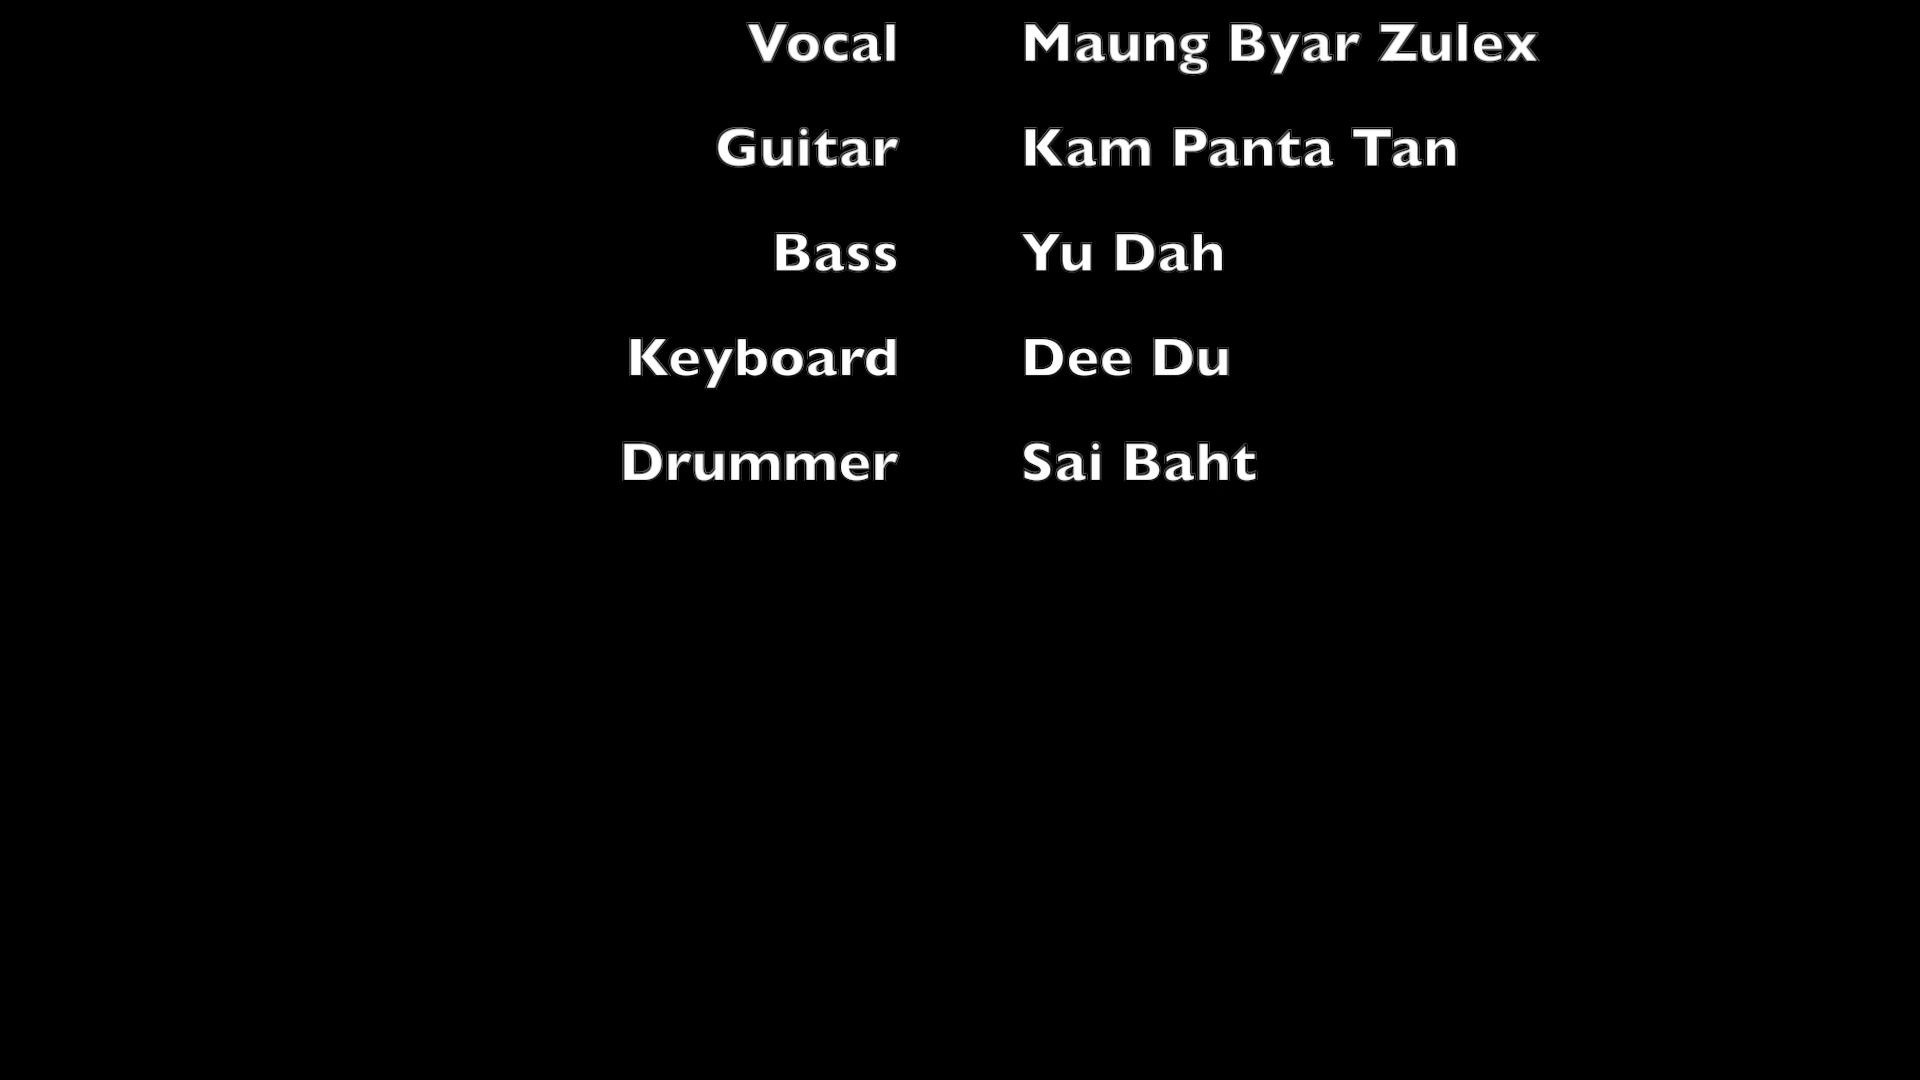 Vocal Maung Byar Zulex
Guitar Kam Panta Tan
Bass Yu Dah
Keyboard Dee Du
Drummer Sai Baht